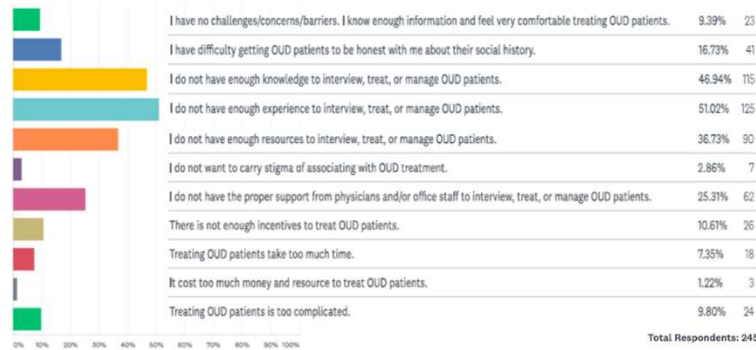 I have no challenges/concerns/barriers. I know enough information and feel very comfortable treating OUD patients. 9.39% 23
I have difficulty getting OUD patients to be honest with me about their social history. 16.73% 41
I do not have enough knowledge to interview, treat, or manage OUD patients. 46.94% 115
I do not have enough experience to interview, treat, or manage OUD patients. 51.02% 125
I do not have enough resources to interview, treat, or manage OUD patients. 36.73% 90
I do not want to carry stigma of associating with OUD treatment. 2.86% 7
I do not have the proper support from physicians and/or office staff to interview, treat, or manage OUD patients. 25.31% 62
There is not enough incentives to treat OUD patients. 10.61% 26
Treating OUD patients take too much time. 7.35% 18
It cost too much money and resource to treat OUD patients. 1.22% 3
Treating OUD patients is too complicated. 9.80% 24
0% 10% 20% 30% 40% 50% 60% 70% 80% 90% 100%
Total Respondents: 245